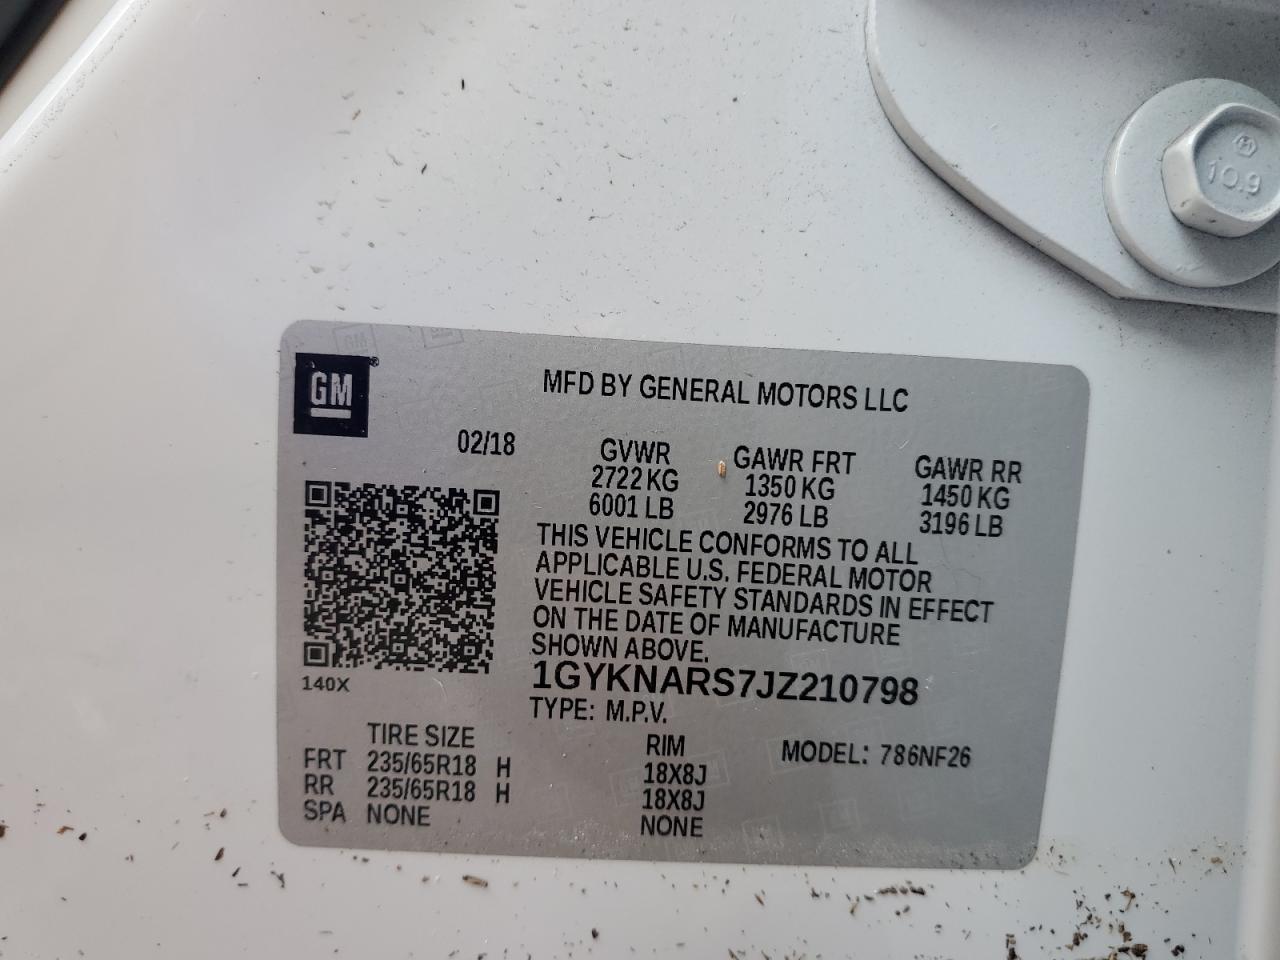 10.9
GM
MFD BY GENERAL MOTORS LLC
02/18
GVWR GAWR FRT GAWR RR
2722 KG 1350 KG 1450 KG
6001 LB 2976 LB 3196 LB
THIS VEHICLE CONFORMS TO ALL
APPLICABLE U.S. FEDERAL MOTOR
VEHICLE SAFETY STANDARDS IN EFFECT
ON THE DATE OF MANUFACTURE
SHOWN ABOVE.
140X
1GYKNARS7JZ210798
TYPE: M.P.V.
TIRE SIZE RIM MODEL: 786NF26
FRT 235/65R18 H 18X8J
RR 235/65R18 H 18X8J
SPA NONE NONE